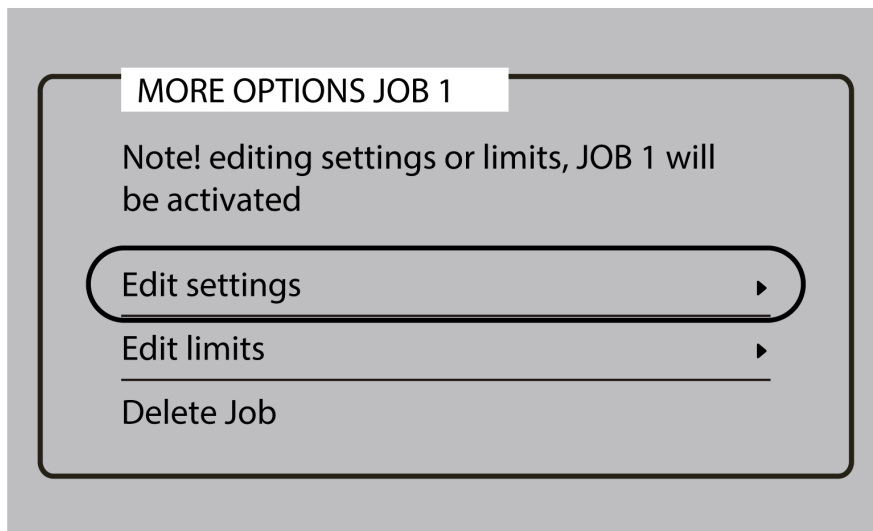 MORE OPTIONS JOB 1
Note! editing settings or limits, JOB 1 will
be activated
Edit settings
Edit limits
Delete Job